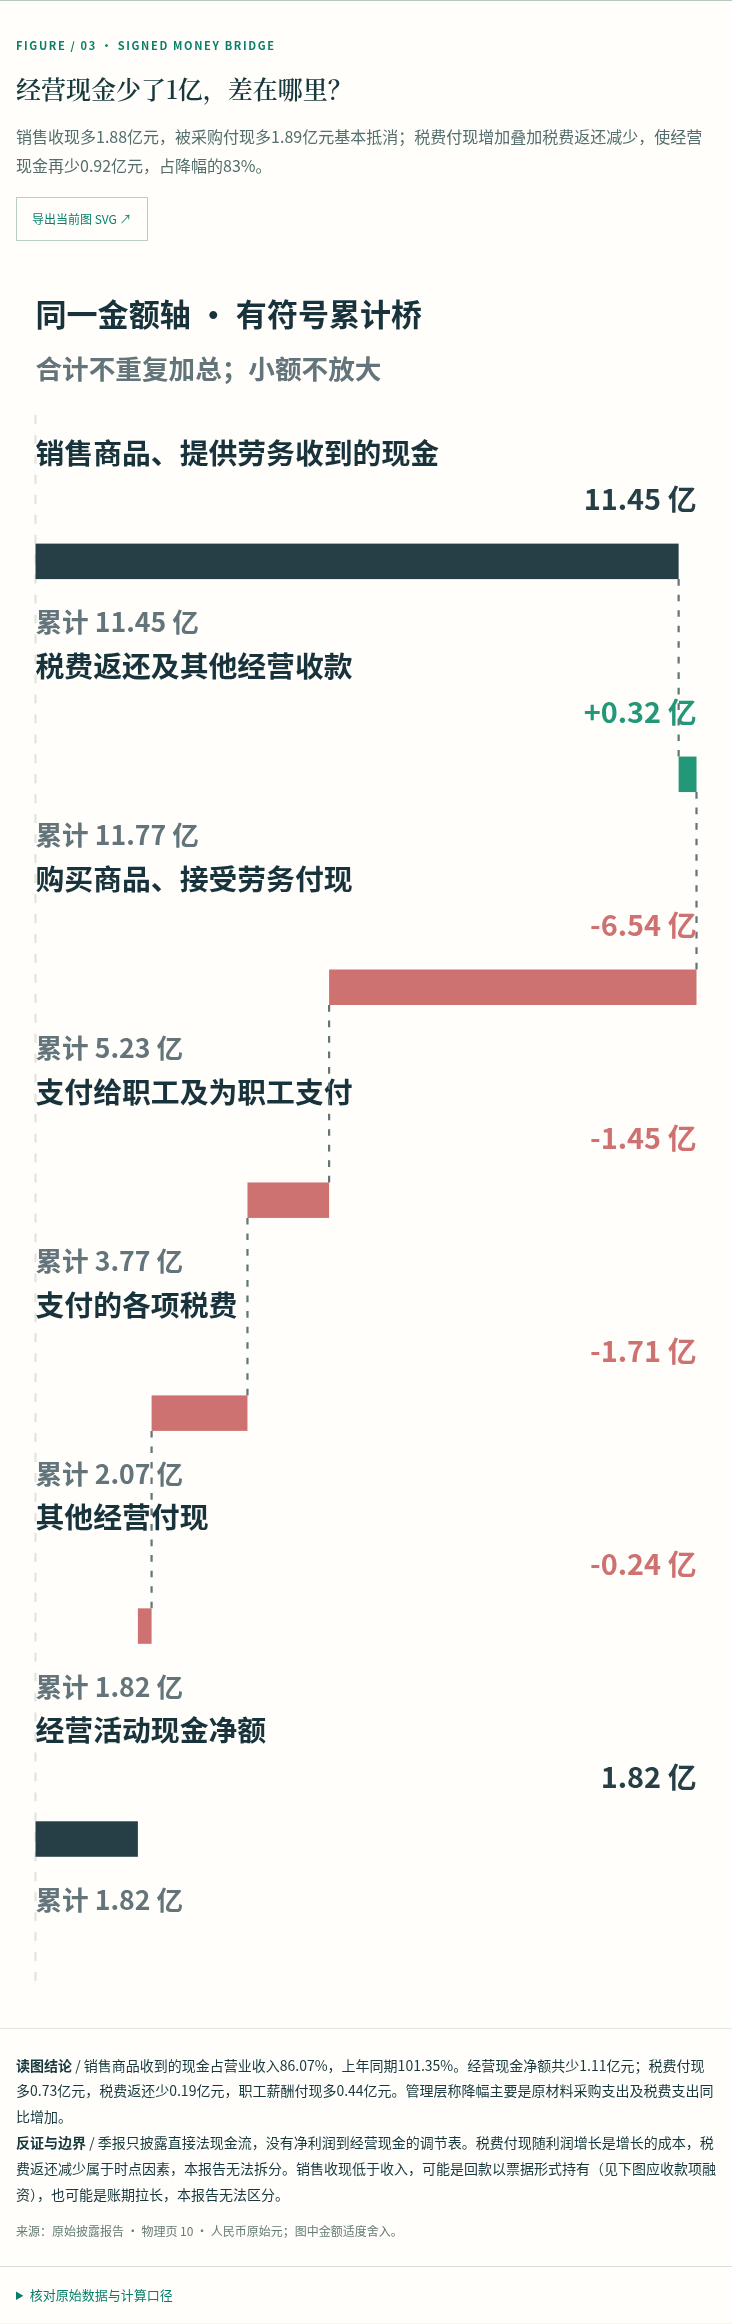 FIGURE / 03 · SIGNED MONEY BRIDGE
经营现金少了1亿，差在哪里？
销售收现多1.88亿元，被采购付现多1.89亿元基本抵消；税费付现增加叠加税费返还减少，使经营
现金再少0.92亿元，占降幅的83%。
导出当前图 SVG ↗
同一金额轴 · 有符号累计桥
合计不重复加总；小额不放大
销售商品、提供劳务收到的现金
11.45 亿
累计 11.45 亿
税费返还及其他经营收款
+0.32 亿
累计 11.77 亿
购买商品、接受劳务付现
-6.54 亿
累计 5.23 亿
支付给职工及为职工支付
-1.45 亿
累计 3.77 亿
支付的各项税费
-1.71 亿
累计 2.07 亿
其他经营付现
-0.24 亿
累计 1.82 亿
经营活动现金净额
1.82 亿
累计 1.82 亿
读图结论 / 销售商品收到的现金占营业收入86.07%，上年同期101.35%。经营现金净额共少1.11亿元；税费付现
多0.73亿元，税费返还少0.19亿元，职工薪酬付现多0.44亿元。管理层称降幅主要是原材料采购支出及税费支出同
比增加。
反证与边界 / 季报只披露直接法现金流，没有净利润到经营现金的调节表。税费付现随利润增长是增长的成本，税
费返还减少属于时点因素，本报告无法拆分。销售收现低于收入，可能是回款以票据形式持有（见下图应收款项融
资），也可能是账期拉长，本报告无法区分。
来源：原始披露报告 · 物理页 10 · 人民币原始元；图中金额适度舍入。
▶ 核对原始数据与计算口径